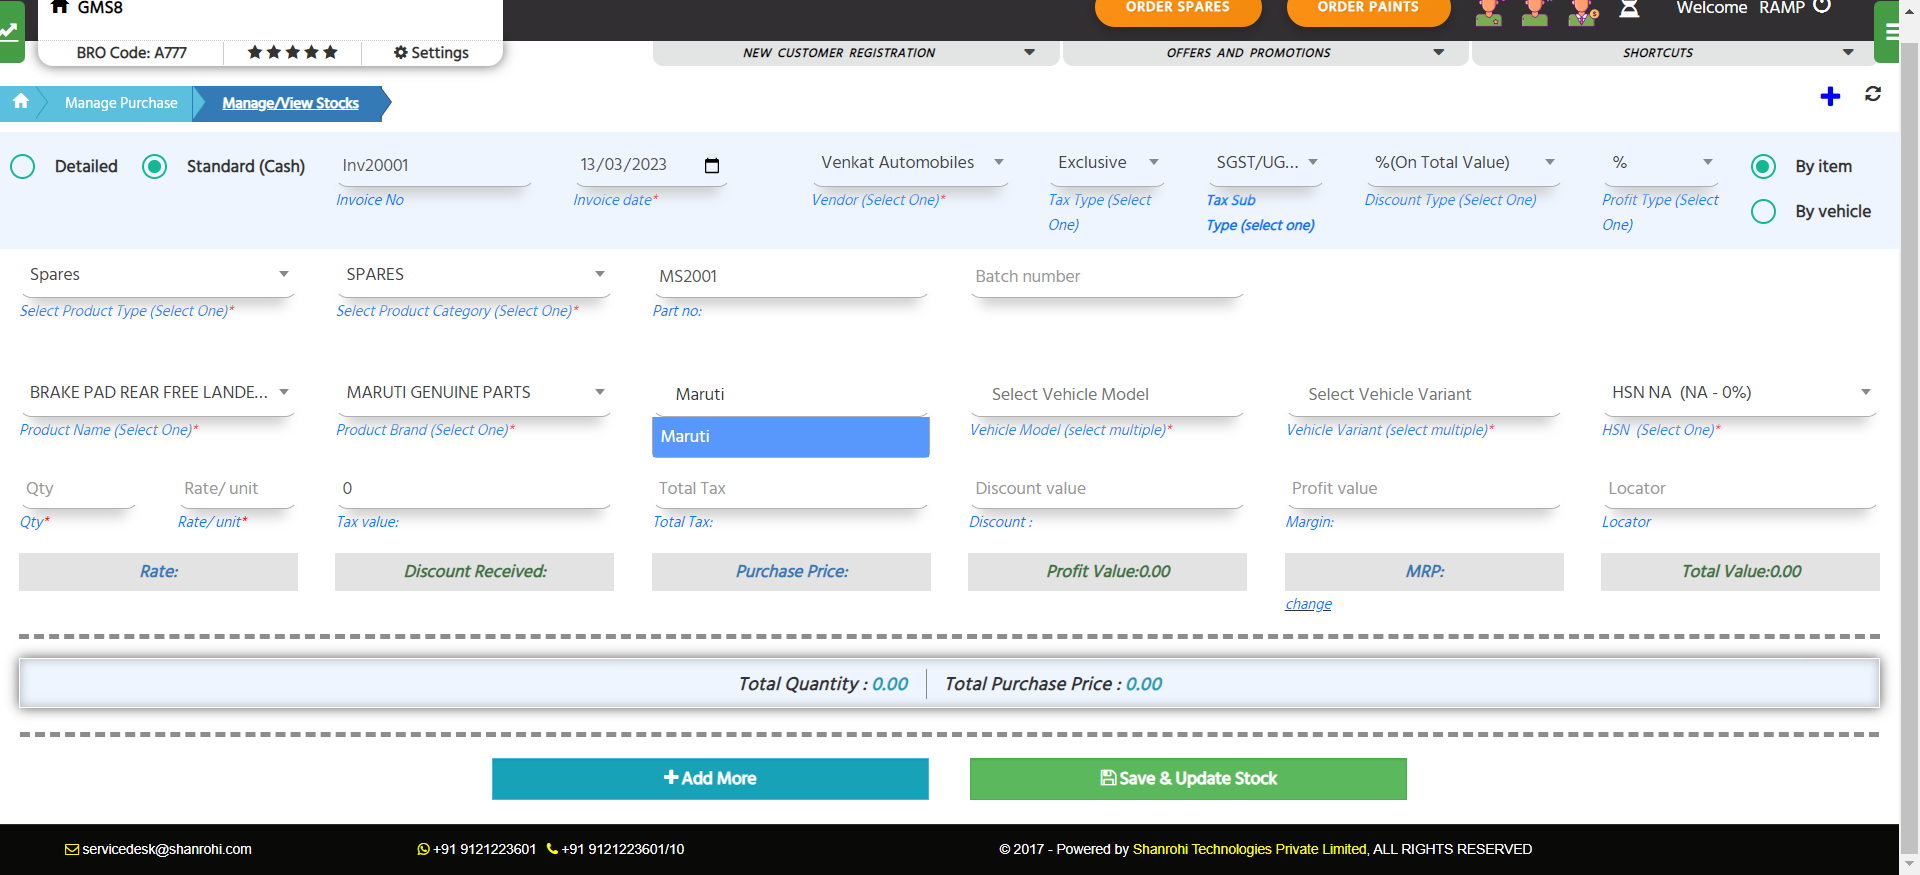 GMS8
ORDER SPARES
ORDER PAINTS
Welcome RAMP
BRO Code: A777
Settings
NEW CUSTOMER REGISTRATION
OFFERS AND PROMOTIONS
SHORTCUTS
Manage Purchase
Manage/View Stocks
Detailed
Standard (Cash)
Inv20001
13/03/2023
Venkat Automobiles
Exclusive
SGST/UG...
%(On Total Value)
%
By item
Invoice No
Invoice date*
Vendor (Select One)*
Tax Type (Select
One)
Tax Sub
Type (select one)
Discount Type (Select One)
Profit Type (Select
One)
By vehicle
Spares
SPARES
MS2001
Batch number
Select Product Type (Select One)*
Select Product Category (Select One)*
Part no:
BRAKE PAD REAR FREE LANDE...
MARUTI GENUINE PARTS
Maruti
Select Vehicle Model
Select Vehicle Variant
HSN NA (NA - 0%)
Product Name (Select One)*
Product Brand (Select One)*
Maruti
Vehicle Model (select multiple)*
Vehicle Variant (select multiple)*
HSN (Select One)*
Qty
Rate/ unit
0
Total Tax
Discount value
Profit value
Locator
Qty*
Rate/ unit*
Tax value:
Total Tax:
Discount :
Margin:
Locator
Rate:
Discount Received:
Purchase Price:
Profit Value:0.00
MRP:
Total Value:0.00
change
Total Quantity : 0.00
Total Purchase Price : 0.00
Add More
Save & Update Stock
servicedesk@shanrohi.com
+91 9121223601
+91 9121223601/10
© 2017 - Powered by Shanrohi Technologies Private Limited, ALL RIGHTS RESERVED